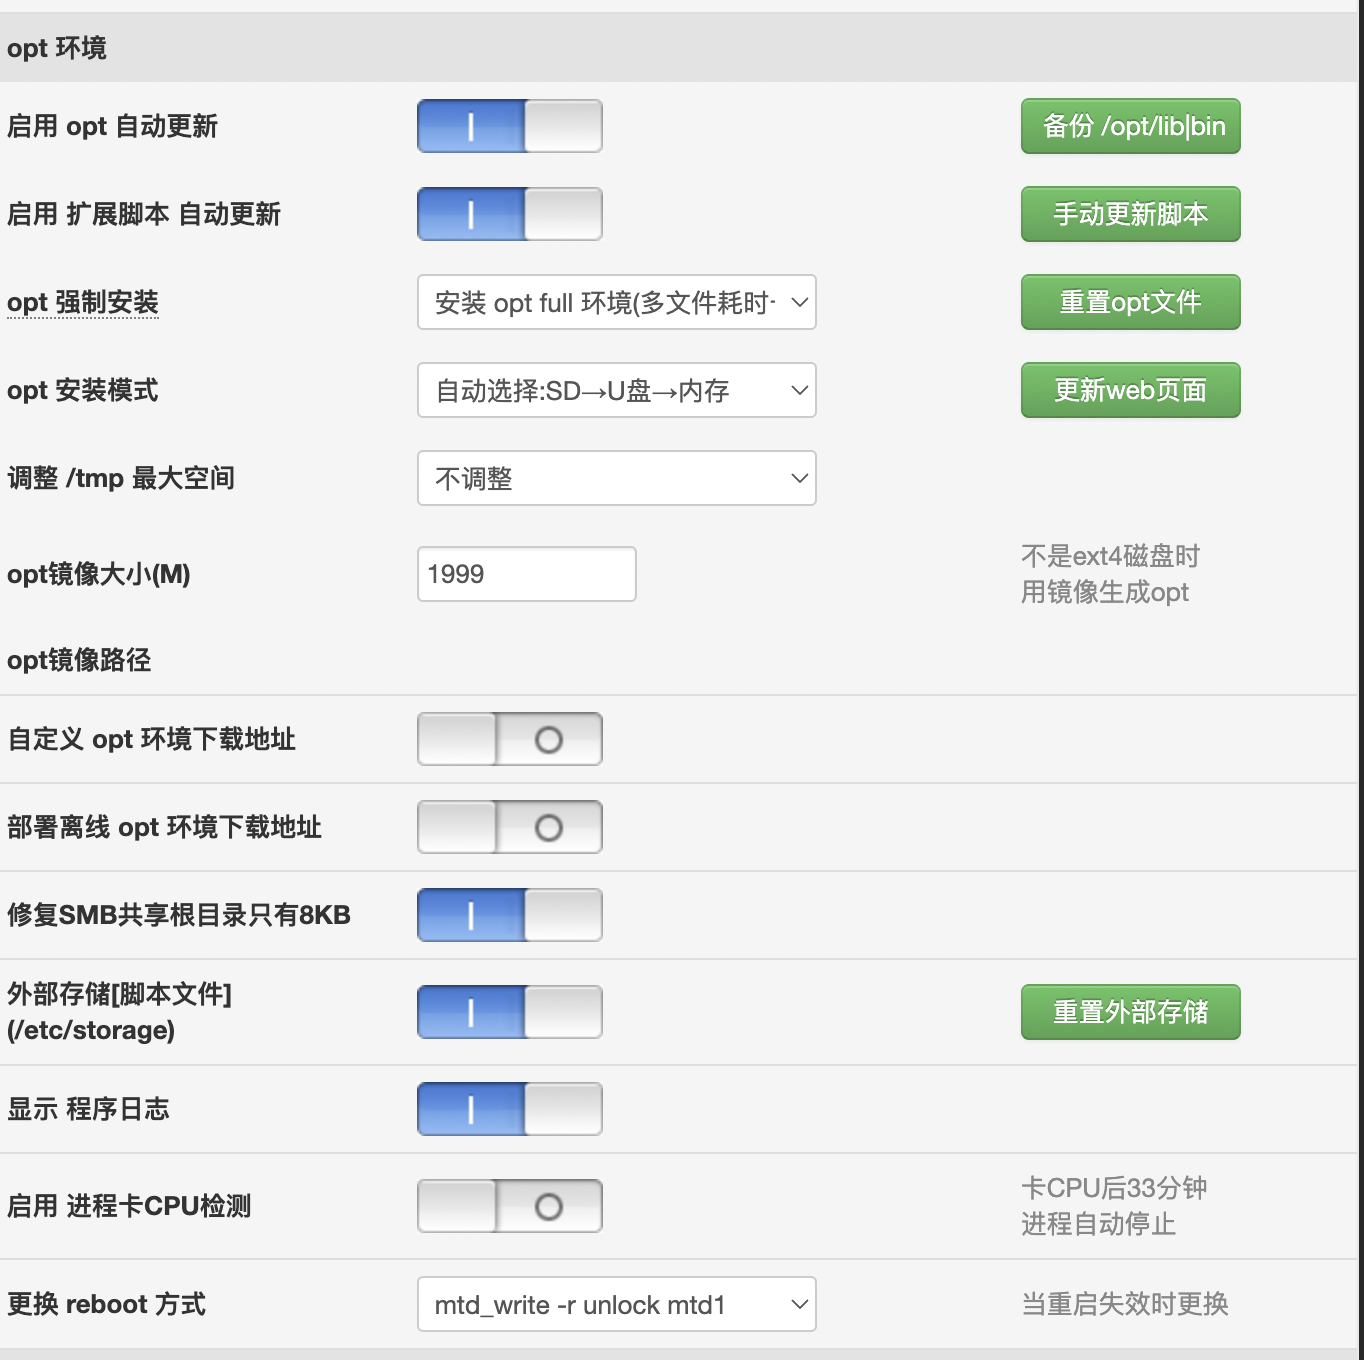 opt 环境
启用 opt 自动更新
备份 /opt/lib|bin
启用 扩展脚本 自动更新
手动更新脚本
opt 强制安装
安装 opt full 环境(多文件耗时
重置opt文件
opt 安装模式
自动选择:SD→U盘→内存
更新web页面
调整 /tmp 最大空间
不调整
opt镜像大小(M)
1999
不是ext4磁盘时
用镜像生成opt
opt镜像路径
自定义 opt 环境下载地址
部署离线 opt 环境下载地址
修复SMB共享根目录只有8KB
外部存储[脚本文件]
(/etc/storage)
重置外部存储
显示 程序日志
启用 进程卡CPU检测
卡CPU后33分钟
进程自动停止
更换 reboot 方式
mtd_write -r unlock mtd1
当重启失效时更换